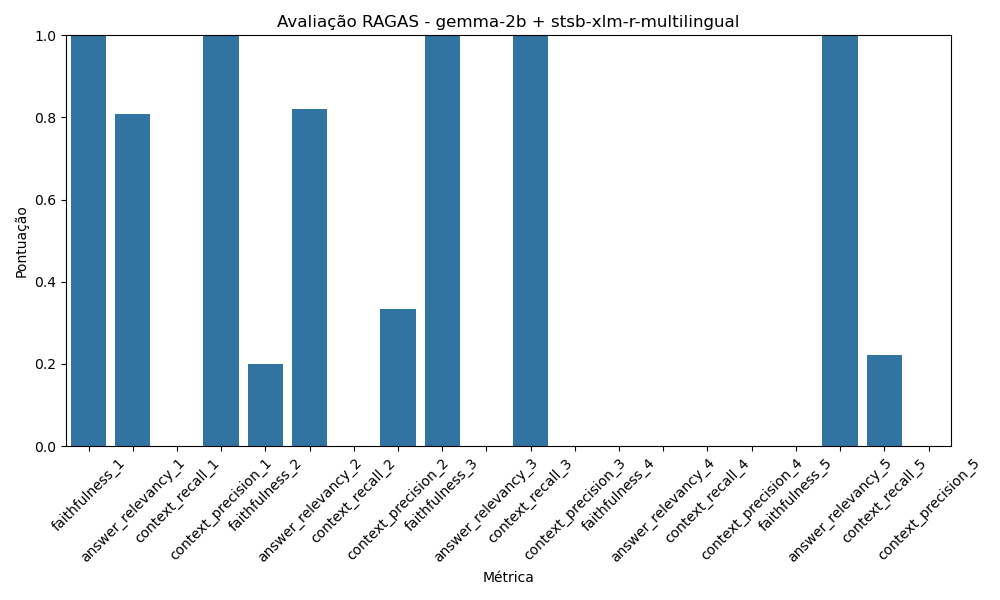 Avaliação RAGAS - gemma-2b + stsb-xlm-r-multilingual
Pontuação
1.0
0.8
0.6
0.4
0.2
0.0
faithfulness_1
answer_relevancy_1
context_recall_1
context_precision_1
faithfulness_2
answer_relevancy_2
context_recall_2
context_precision_2
faithfulness_3
answer_relevancy_3
context_recall_3
context_precision_3
faithfulness_4
answer_relevancy_4
context_recall_4
context_precision_4
faithfulness_5
answer_relevancy_5
context_recall_5
context_precision_5
Métrica